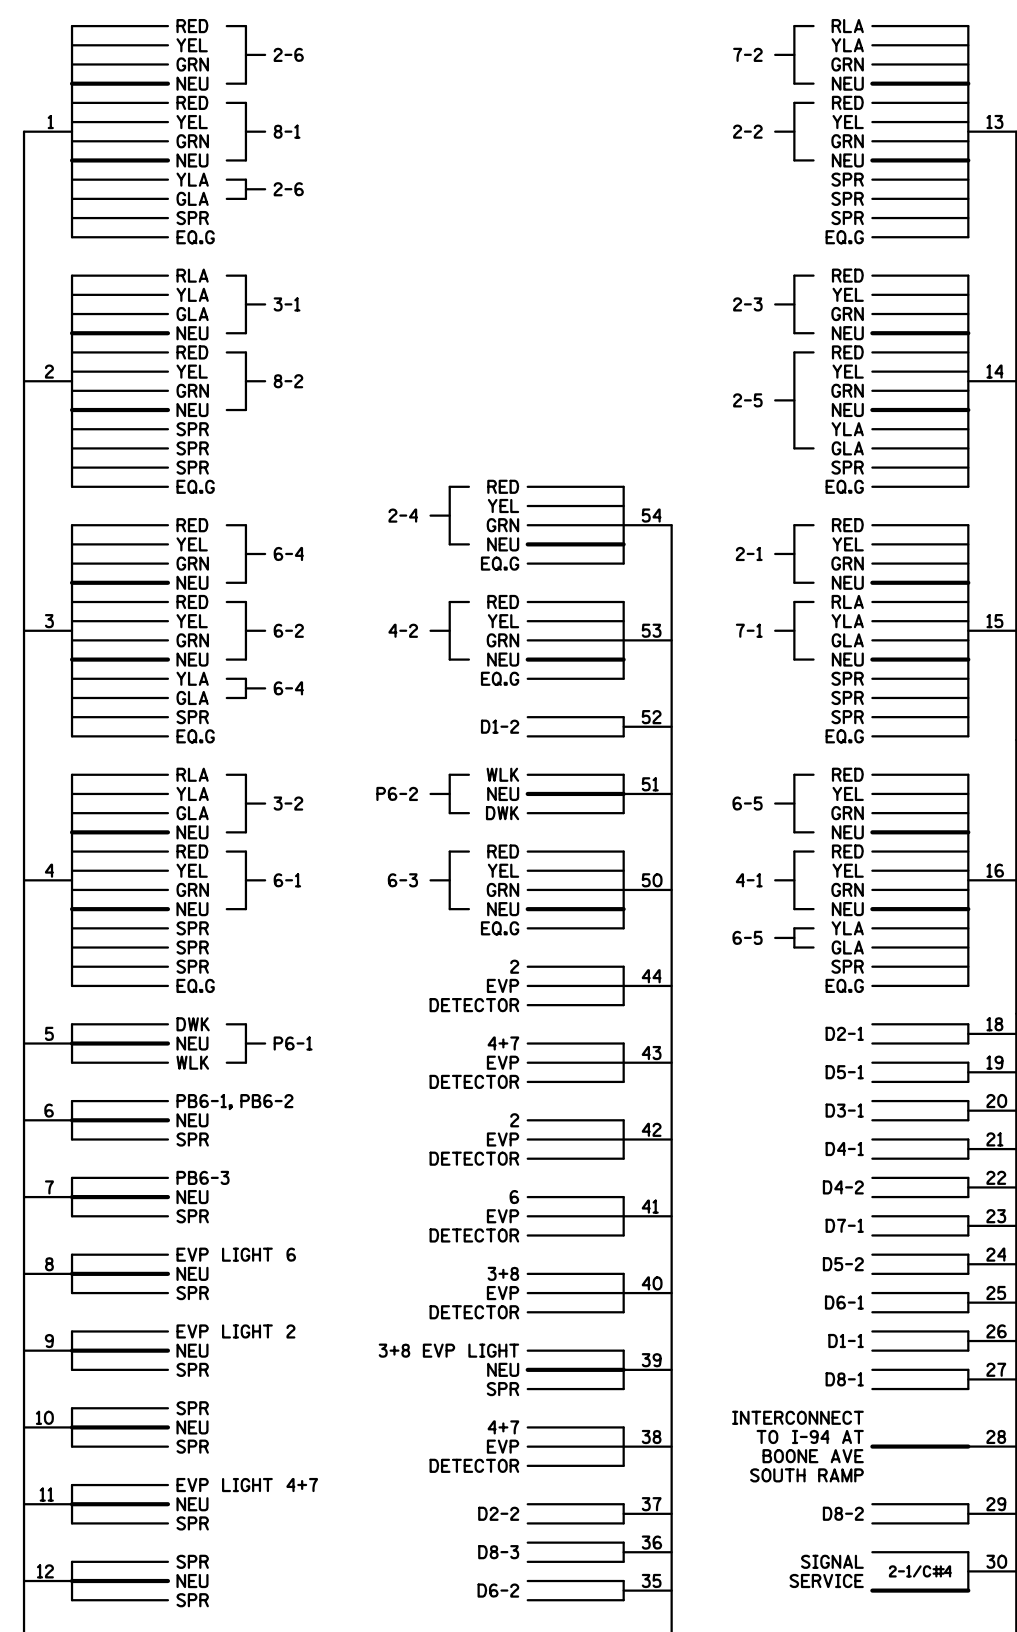 RED
YEL
GRN
NEU
2-6
RED
YEL
GRN
NEU
8-1
YLA
GLA
2-6
SPR
EQ.G
1
RLA
YLA
GLA
NEU
3-1
RED
YEL
GRN
NEU
8-2
SPR
SPR
SPR
EQ.G
2
RED
YEL
GRN
NEU
6-4
RED
YEL
GRN
NEU
6-2
YLA
GLA
6-4
SPR
EQ.G
3
RLA
YLA
GLA
NEU
3-2
RED
YEL
GRN
NEU
6-1
SPR
SPR
SPR
EQ.G
4
DWK
NEU
WLK
P6-1
5
PB6-1, PB6-2
NEU
SPR
6
PB6-3
NEU
SPR
7
EVP LIGHT 6
NEU
SPR
8
EVP LIGHT 2
NEU
SPR
9
SPR
NEU
SPR
10
EVP LIGHT 4+7
NEU
SPR
11
SPR
NEU
SPR
12
2-4
RED
YEL
GRN
NEU
EQ.G
54
4-2
RED
YEL
GRN
NEU
EQ.G
53
D1-2
52
P6-2
WLK
NEU
DWK
51
6-3
RED
YEL
GRN
NEU
EQ.G
50
2
EVP
DETECTOR
44
4+7
EVP
DETECTOR
43
2
EVP
DETECTOR
42
6
EVP
DETECTOR
41
3+8
EVP
DETECTOR
40
3+8 EVP LIGHT
NEU
SPR
39
4+7
EVP
DETECTOR
38
D2-2
37
D8-3
36
D6-2
35
7-2
RLA
YLA
GRN
NEU
2-2
RED
YEL
GRN
NEU
SPR
SPR
SPR
EQ.G
13
2-3
RED
YEL
GRN
NEU
2-5
RED
YEL
GRN
NEU
YLA
GLA
SPR
EQ.G
14
2-1
RED
YEL
GRN
NEU
7-1
RLA
YLA
GLA
NEU
SPR
SPR
SPR
EQ.G
15
6-5
RED
YEL
GRN
NEU
4-1
RED
YEL
GRN
NEU
6-5
YLA
GLA
SPR
EQ.G
16
D2-1
18
D5-1
19
D3-1
20
D4-1
21
D4-2
22
D7-1
23
D5-2
24
D6-1
25
D1-1
26
D8-1
27
INTERCONNECT
TO I-94 AT
BOONE AVE
SOUTH RAMP
28
D8-2
29
SIGNAL
SERVICE
2-1/C#4
30